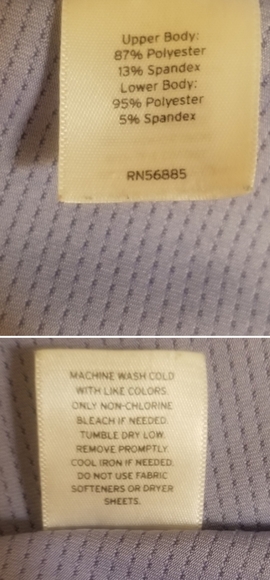 Upper Body:
87% Polyester
13% Spandex
Lower Body:
95% Polyester
5% Spandex
RN56885
MACHINE WASH COLD
WITH LIKE COLORS.
ONLY NON-CHLORINE
BLEACH IF NEEDED.
TUMBLE DRY LOW.
REMOVE PROMPTLY.
COOL IRON IF NEEDED.
DO NOT USE FABRIC
SOFTENERS OR DRYER
SHEETS.